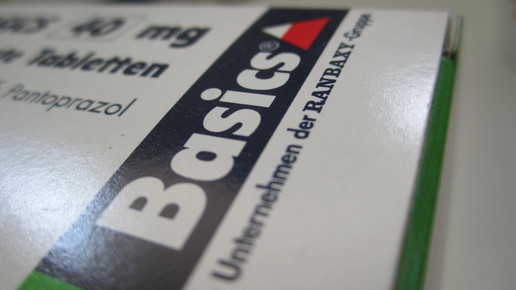 40 mg
Tabletten
Pantoprazol
Basics®
Unternehmen der RANBAXY-Gruppe